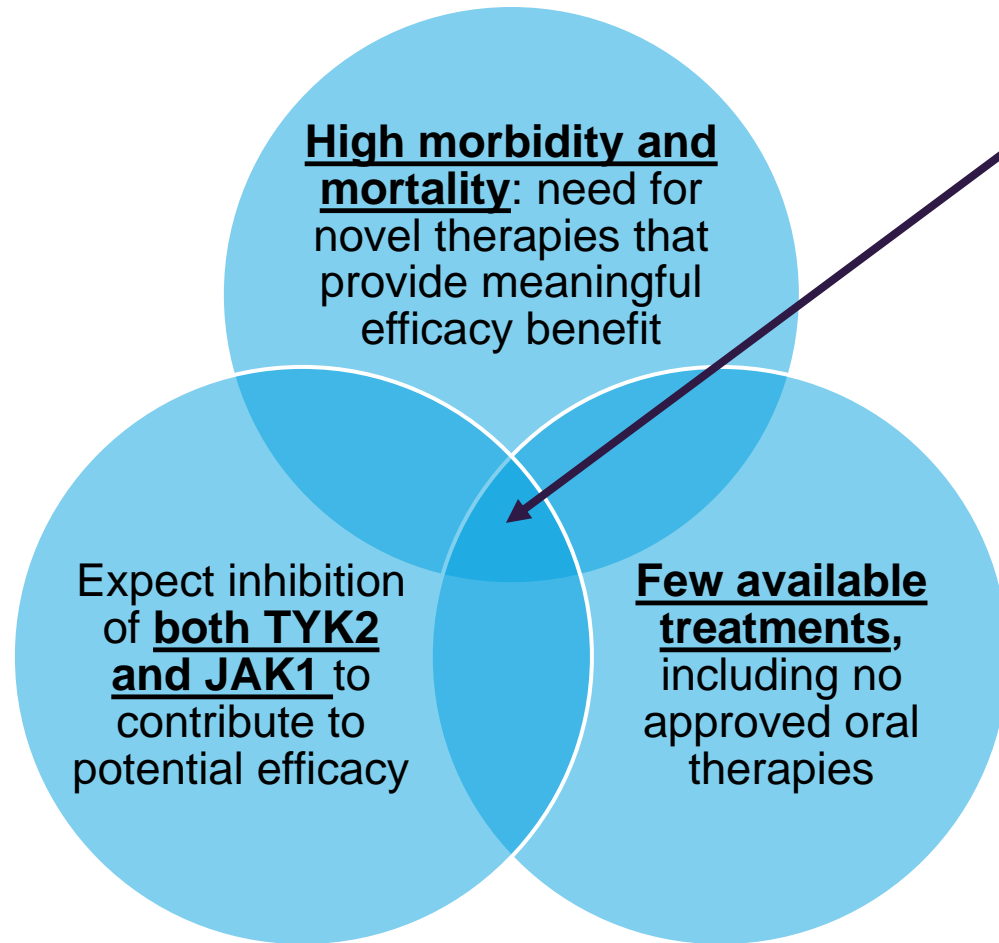 High morbidity and
mortality: need for
novel therapies that
provide meaningful
efficacy benefit
Expect inhibition
of both TYK2
and JAK1 to
contribute to
potential efficacy
Few available
treatments,
including no
approved oral
therapies